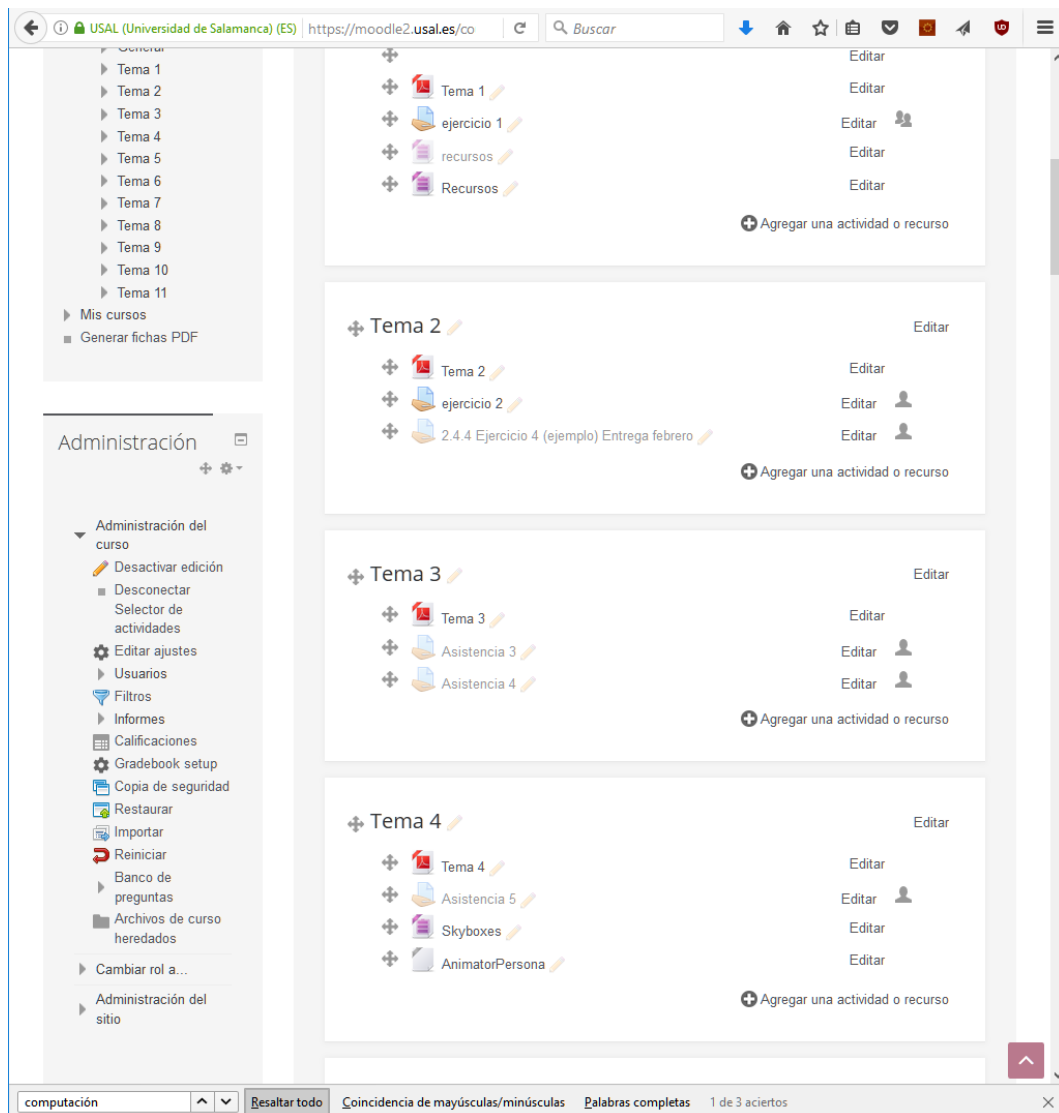 USAL (Universidad de Salamanca) (ES) https://moodle2.usal.es/co Buscar
General
Tema 1
Tema 2
Tema 3
Tema 4
Tema 5
Tema 6
Tema 7
Tema 8
Tema 9
Tema 10
Tema 11
Mis cursos
Generar fichas PDF
Administración
Administración del
curso
Desactivar edición
Desconectar
Selector de
actividades
Editar ajustes
Usuarios
Filtros
Informes
Calificaciones
Gradebook setup
Copia de seguridad
Restaurar
Importar
Reiniciar
Banco de
preguntas
Archivos de curso
heredados
Cambiar rol a...
Administración del
sitio
Editar
Tema 1 Editar
ejercicio 1 Editar
recursos Editar
Recursos Editar
Agregar una actividad o recurso
Tema 2 Editar
Tema 2 Editar
ejercicio 2 Editar
2.4.4 Ejercicio 4 (ejemplo) Entrega febrero Editar
Agregar una actividad o recurso
Tema 3 Editar
Tema 3 Editar
Asistencia 3 Editar
Asistencia 4 Editar
Agregar una actividad o recurso
Tema 4 Editar
Tema 4 Editar
Asistencia 5 Editar
Skyboxes Editar
AnimatorPersona Editar
Agregar una actividad o recurso
computación Resaltar todo Coincidencia de mayúsculas/minúsculas Palabras completas 1 de 3 aciertos